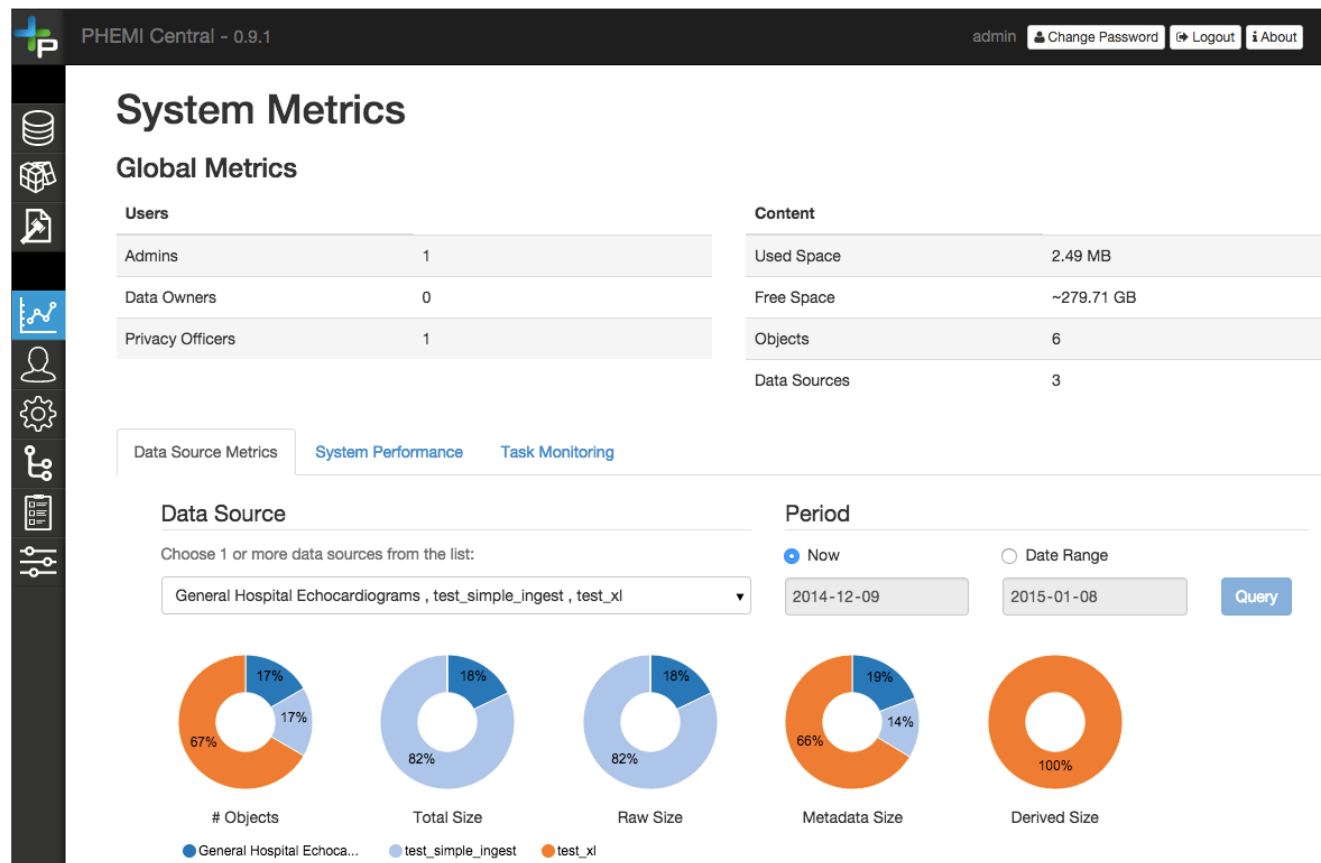 PHEMI Central - 0.9.1
admin Change Password Logout About
System Metrics
Global Metrics
Users
Admins 1
Data Owners 0
Privacy Officers 1
Content
Used Space 2.49 MB
Free Space ~279.71 GB
Objects 6
Data Sources 3
Data Source Metrics System Performance Task Monitoring
Data Source
Choose 1 or more data sources from the list:
General Hospital Echocardiograms , test_simple_ingest , test_xl
Period
Now Date Range
2014-12-09 2015-01-08 Query
17% 17% 67%
18% 82%
18% 82%
19% 14% 66%
100%
# Objects Total Size Raw Size Metadata Size Derived Size
General Hospital Echoca... test_simple_ingest test_xl